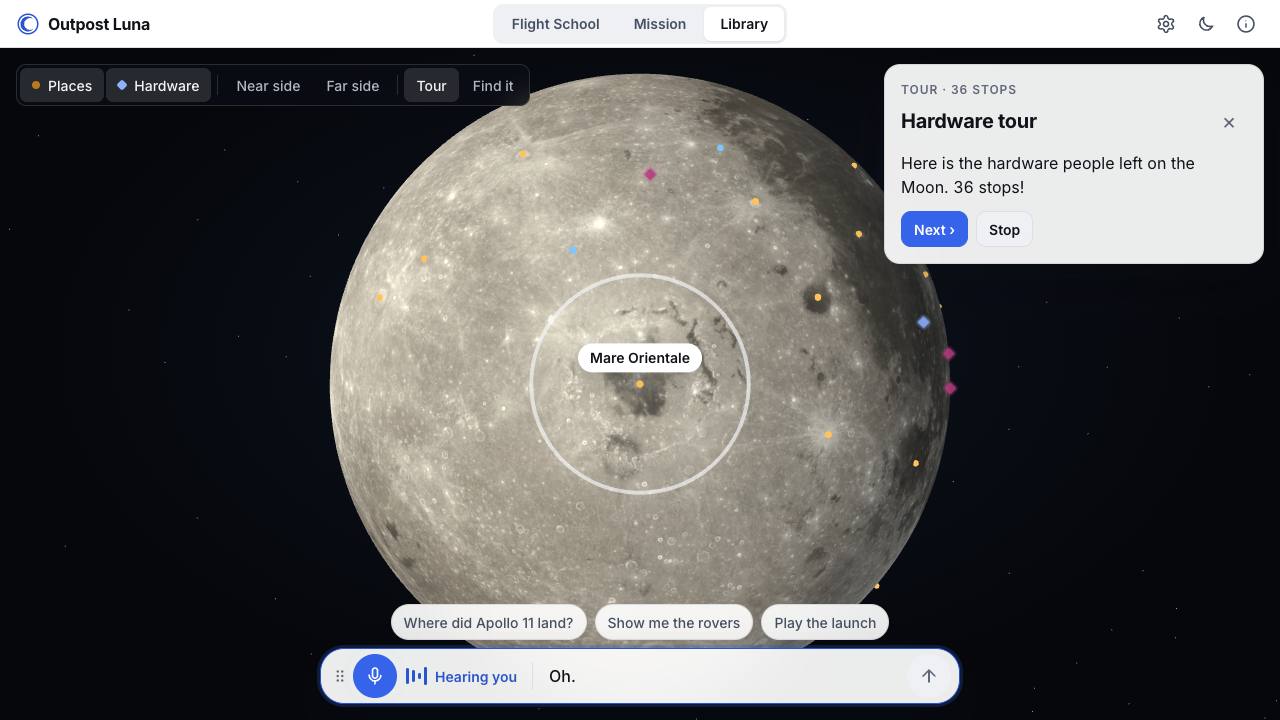 Outpost Luna
Flight School
Mission
Library
Places
Hardware
Near side
Far side
Tour
Find it
TOUR · 36 STOPS
Hardware tour
Here is the hardware people left on the
Moon. 36 stops!
Next ›
Stop
Mare Orientale
Where did Apollo 11 land?
Show me the rovers
Play the launch
Hearing you
Oh.